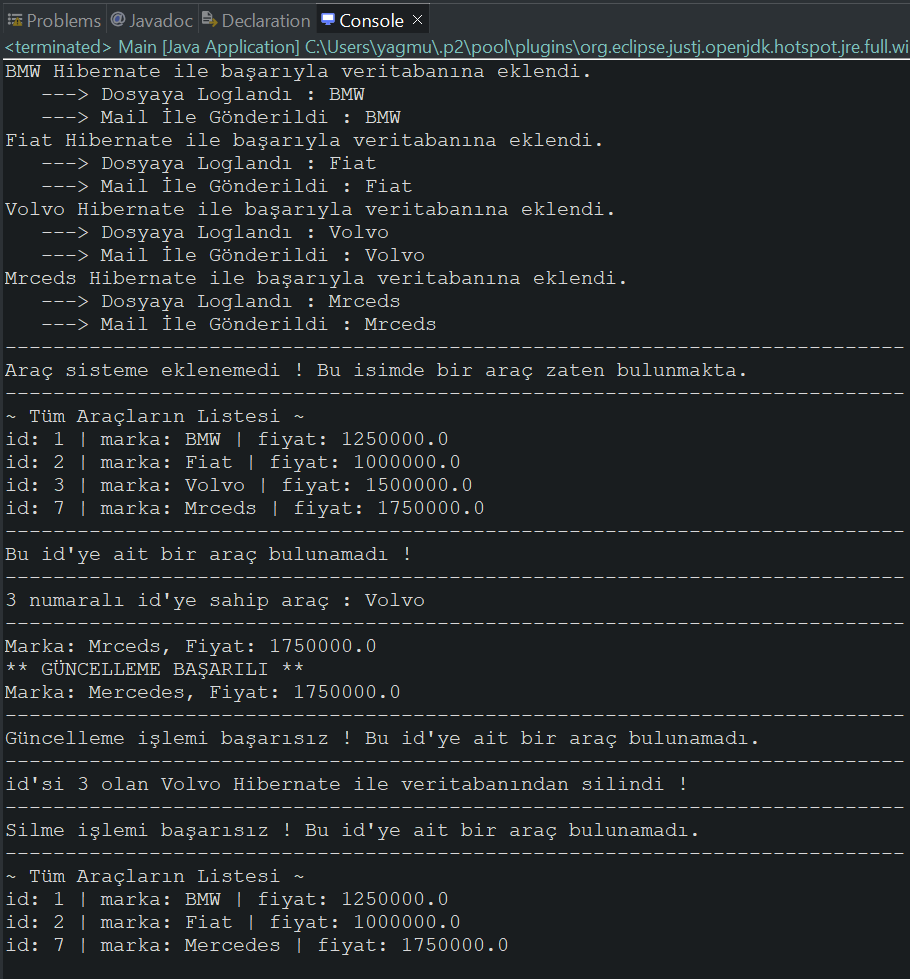 Problems @ Javadoc Declaration Console ×
<terminated> Main [Java Application] C:\Users\yagmu\.p2\pool\plugins\org.eclipse.justj.openjdk.hotspot.jre.full.wi
BMW Hibernate ile başarıyla veritabanına eklendi.
   ---> Dosyaya Loglandı : BMW
   ---> Mail İle Gönderildi : BMW
Fiat Hibernate ile başarıyla veritabanına eklendi.
   ---> Dosyaya Loglandı : Fiat
   ---> Mail İle Gönderildi : Fiat
Volvo Hibernate ile başarıyla veritabanına eklendi.
   ---> Dosyaya Loglandı : Volvo
   ---> Mail İle Gönderildi : Volvo
Mrceds Hibernate ile başarıyla veritabanına eklendi.
   ---> Dosyaya Loglandı : Mrceds
   ---> Mail İle Gönderildi : Mrceds
---------------------------------------------------------------------------
Araç sisteme eklenemedi ! Bu isimde bir araç zaten bulunmakta.
---------------------------------------------------------------------------
~ Tüm Araçların Listesi ~
id: 1 | marka: BMW | fiyat: 1250000.0
id: 2 | marka: Fiat | fiyat: 1000000.0
id: 3 | marka: Volvo | fiyat: 1500000.0
id: 7 | marka: Mrceds | fiyat: 1750000.0
---------------------------------------------------------------------------
Bu id'ye ait bir araç bulunamadı !
---------------------------------------------------------------------------
3 numaralı id'ye sahip araç : Volvo
---------------------------------------------------------------------------
Marka: Mrceds, Fiyat: 1750000.0
** GÜNCELLEME BAŞARILI **
Marka: Mercedes, Fiyat: 1750000.0
---------------------------------------------------------------------------
Güncelleme işlemi başarısız ! Bu id'ye ait bir araç bulunamadı.
---------------------------------------------------------------------------
id'si 3 olan Volvo Hibernate ile veritabanından silindi !
---------------------------------------------------------------------------
Silme işlemi başarısız ! Bu id'ye ait bir araç bulunamadı.
---------------------------------------------------------------------------
~ Tüm Araçların Listesi ~
id: 1 | marka: BMW | fiyat: 1250000.0
id: 2 | marka: Fiat | fiyat: 1000000.0
id: 7 | marka: Mercedes | fiyat: 1750000.0